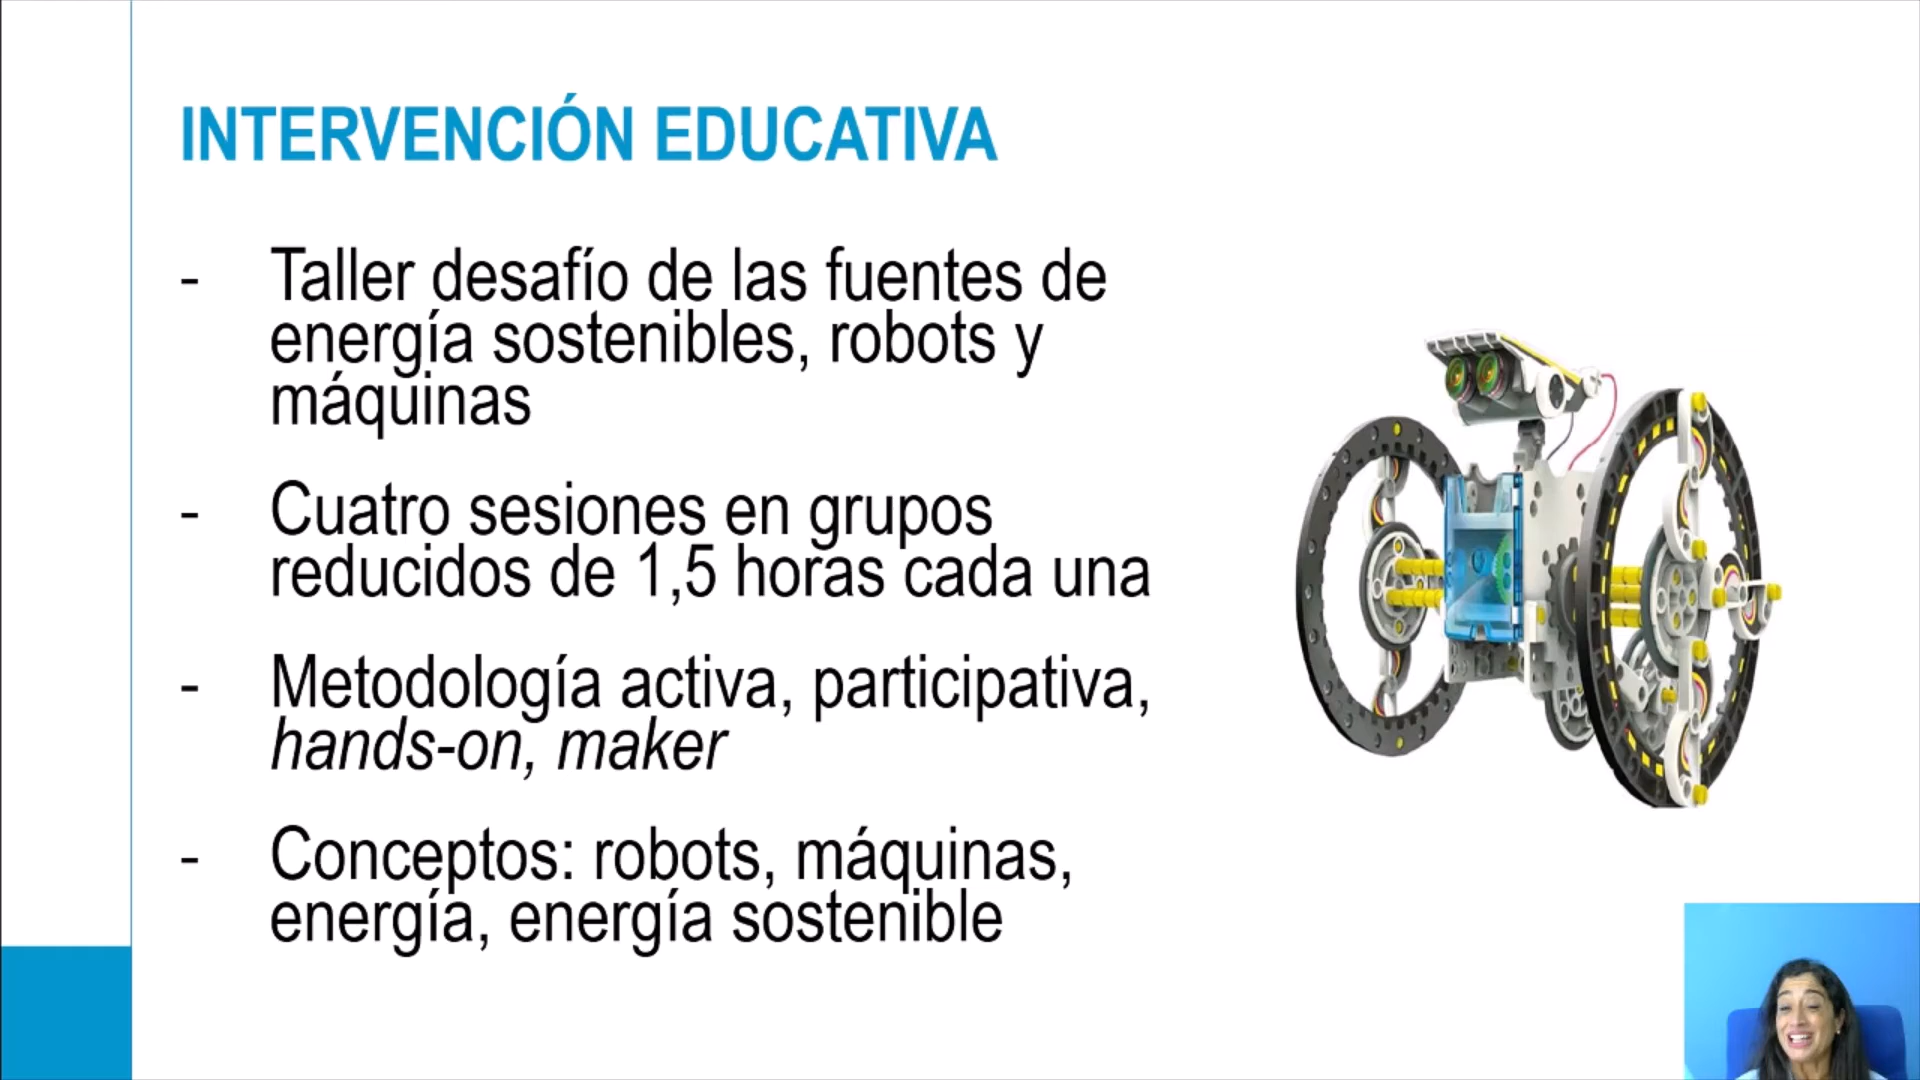 INTERVENCIÓN EDUCATIVA
- Taller desafío de las fuentes de
energía sostenibles, robots y
máquinas
- Cuatro sesiones en grupos
reducidos de 1,5 horas cada una
- Metodología activa, participativa,
hands-on, maker
- Conceptos: robots, máquinas,
energía, energía sostenible